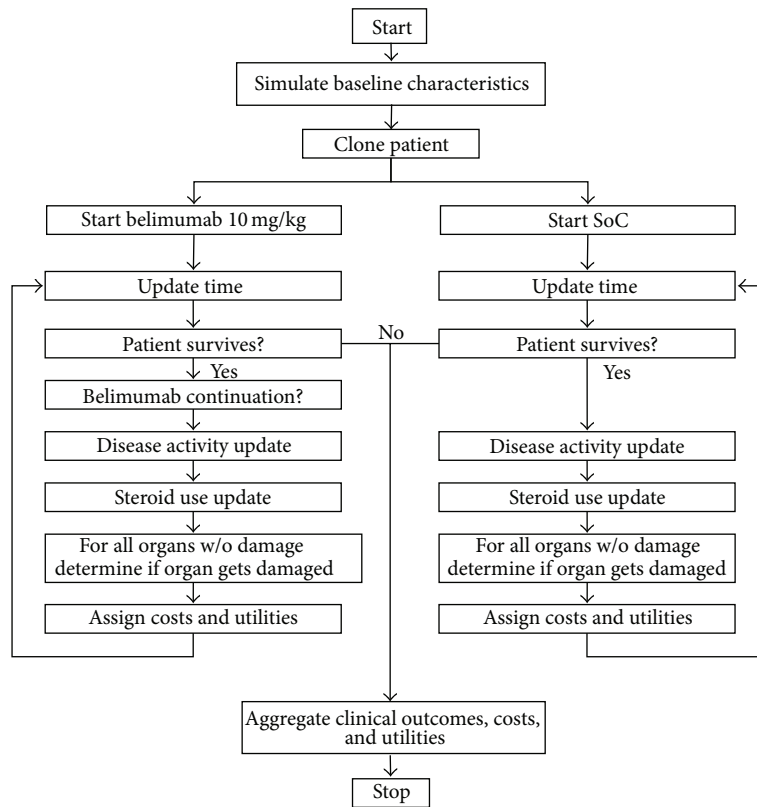 Start
Simulate baseline characteristics
Clone patient
Start belimumab 10 mg/kg
Start SoC
Update time
Update time
Patient survives?
No
Patient survives?
Yes
Yes
Belimumab continuation?
Disease activity update
Disease activity update
Steroid use update
Steroid use update
For all organs w/o damage
determine if organ gets damaged
For all organs w/o damage
determine if organ gets damaged
Assign costs and utilities
Assign costs and utilities
Aggregate clinical outcomes, costs,
and utilities
Stop